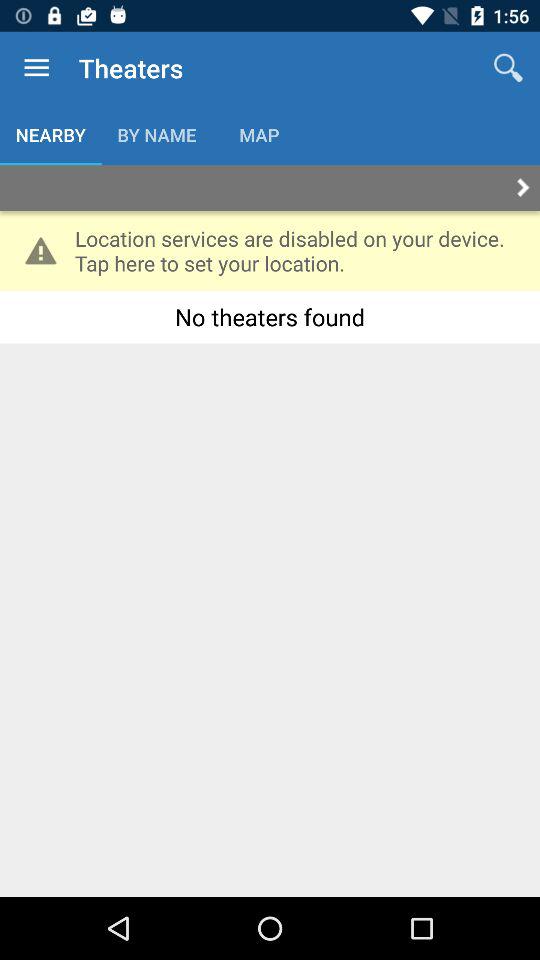 1:56
Theaters
NEARBY BY NAME MAP
Location services are disabled on your device.
Tap here to set your location.
No theaters found